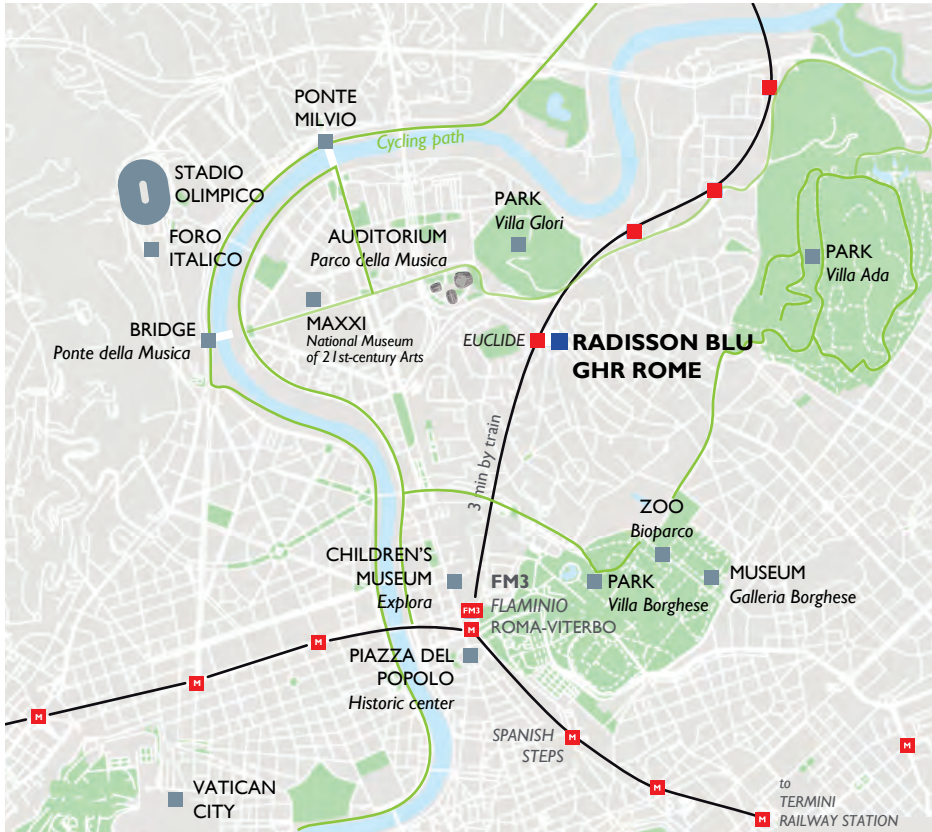 PONTE
MILVIO
Cycling path
STADIO
OLIMPICO
FORO
ITALICO
PARK
Villa Glori
AUDITORIUM
Parco della Musica
PARK
Villa Ada
MAXXI
National Museum
of 21st-century Arts
BRIDGE
Ponte della Musica
EUCLIDE
RADISSON BLU
GHR ROME
3 min by train
ZOO
Bioparco
CHILDREN'S
MUSEUM
Explora
FM3
FLAMINIO
ROMA-VITERBO
FM3
M
PARK
Villa Borghese
MUSEUM
Galleria Borghese
M
M
M
PIAZZA DEL
POPOLO
Historic center
SPANISH
STEPS
M
M
M
M
to
TERMINI
RAILWAY STATION
VATICAN
CITY